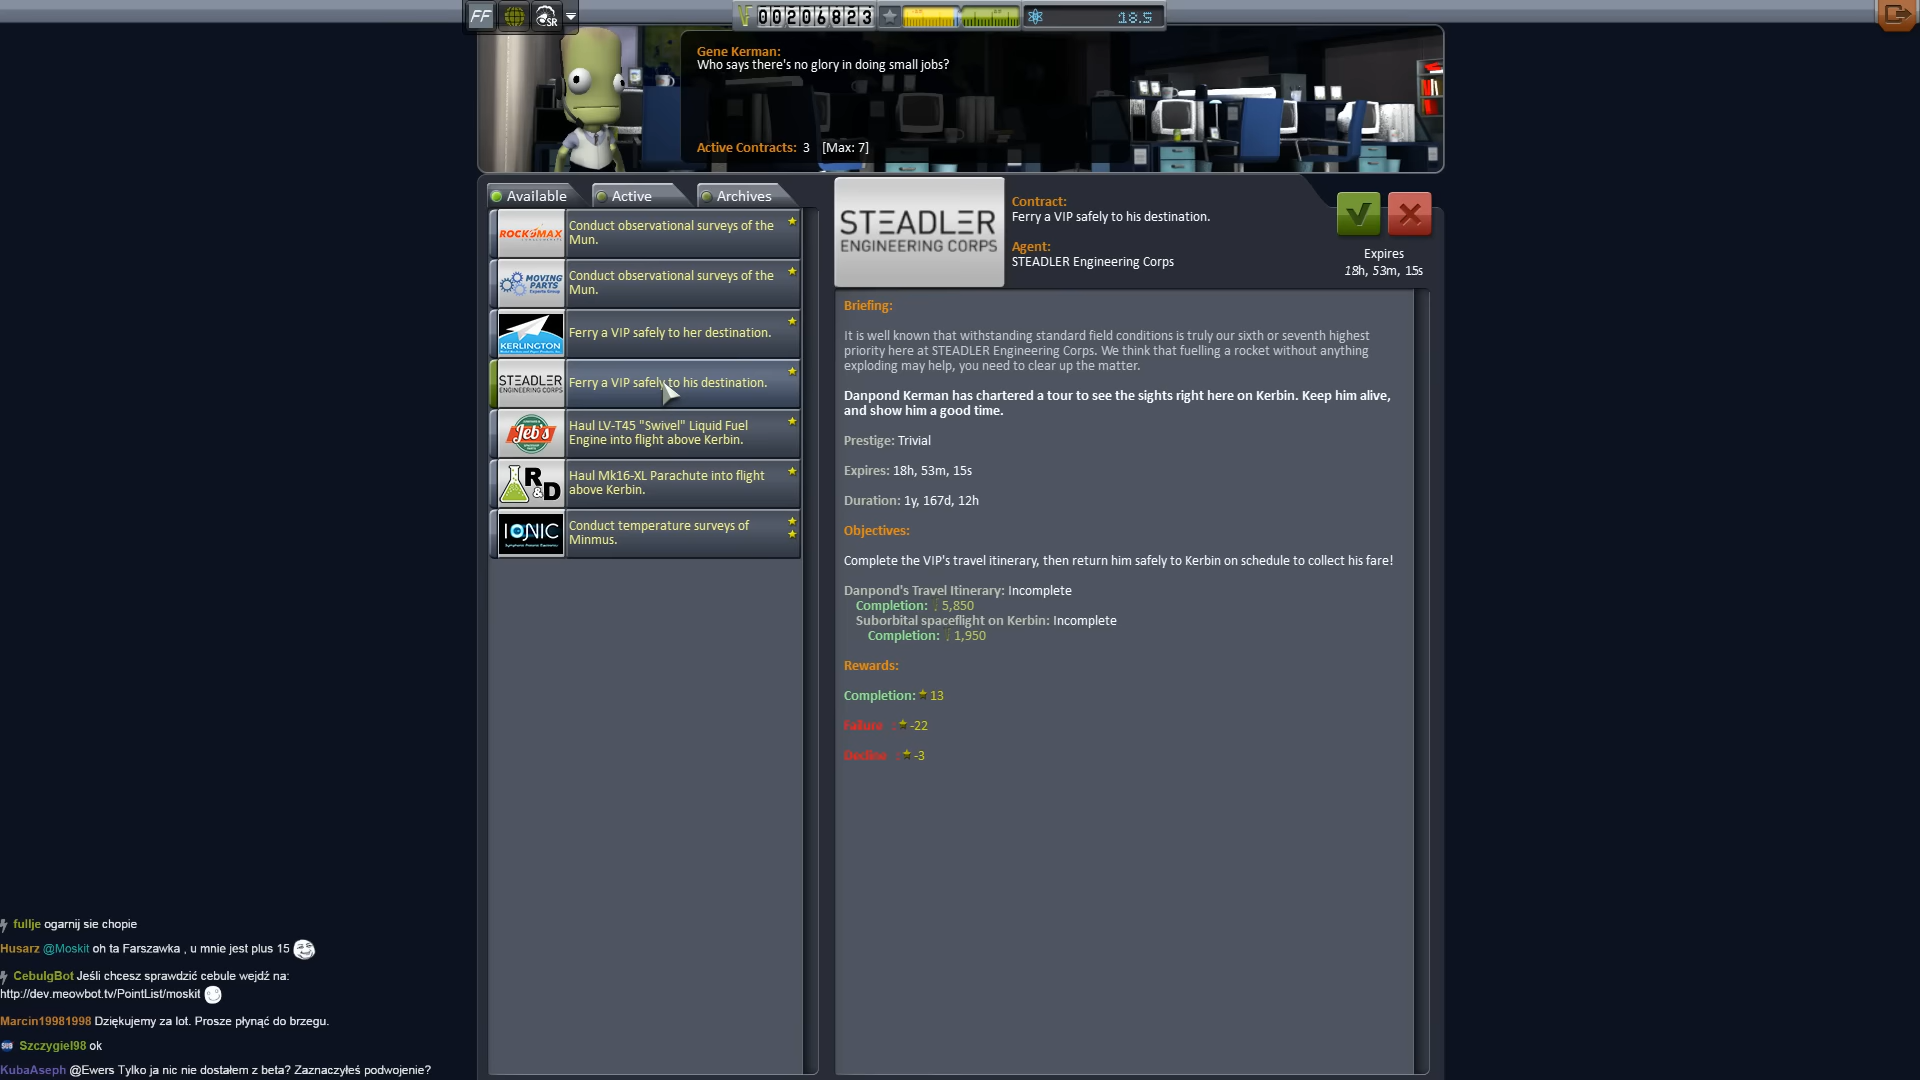 FF
SR
00206823
18.5
Gene Kerman:
Who says there's no glory in doing small jobs?
Active Contracts: 3 [Max: 7]
Available
Active
Archives
ROCKOMAX
Conduct observational surveys of the
Mun.
MOVING
PARTS
Experts Group
Conduct observational surveys of the
Mun.
KERLINGTON
Ferry a VIP safely to her destination.
STEADLER
ENGINEERING CORPS
Ferry a VIP safely to his destination.
Jeb's
Haul LV-T45 "Swivel" Liquid Fuel
Engine into flight above Kerbin.
R&D
Haul Mk16-XL Parachute into flight
above Kerbin.
IONIC
Conduct temperature surveys of
Minmus.
STEADLER
ENGINEERING CORPS
Contract:
Ferry a VIP safely to his destination.
Agent:
STEADLER Engineering Corps
Expires
18h, 53m, 15s
Briefing:
It is well known that withstanding standard field conditions is truly our sixth or seventh highest
priority here at STEADLER Engineering Corps. We think that fuelling a rocket without anything
exploding may help, you need to clear up the matter.
Danpond Kerman has chartered a tour to see the sights right here on Kerbin. Keep him alive,
and show him a good time.
Prestige: Trivial
Expires: 18h, 53m, 15s
Duration: 1y, 167d, 12h
Objectives:
Complete the VIP's travel itinerary, then return him safely to Kerbin on schedule to collect his fare!
Danpond's Travel Itinerary: Incomplete
Completion: 5,850
Suborbital spaceflight on Kerbin: Incomplete
Completion: 1,950
Rewards:
Completion: 13
Failure : -22
Decline : -3
fullje ogarnij sie chopie
Husarz @Moskit oh ta Farszawka , u mnie jest plus 15
CebulgBot Jeśli chcesz sprawdzić cebule wejdź na:
http://dev.meowbot.tv/PointList/moskit
Marcin19981998 Dziękujemy za lot. Prosze płynąć do brzegu.
SUB Szczygiel98 ok
KubaAseph @Ewers Tylko ja nic nie dostałem z beta? Zaznaczyłeś podwojenie?